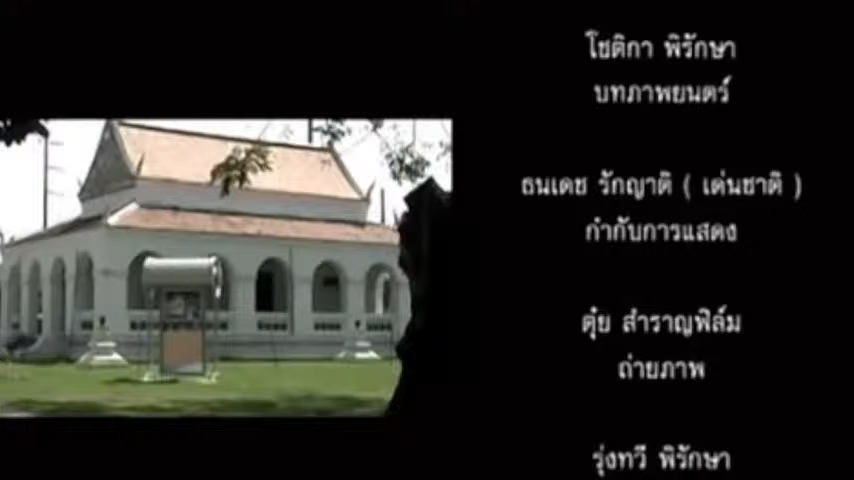 โชติกา พิรักษา
บทภาพยนตร์
ธนเดช รักญาติ ( เด่นชาติ )
กำกับการแสดง
ตุ๋ย สำราญฟิล์ม
ถ่ายภาพ
รุ่งทวี พิรักษา